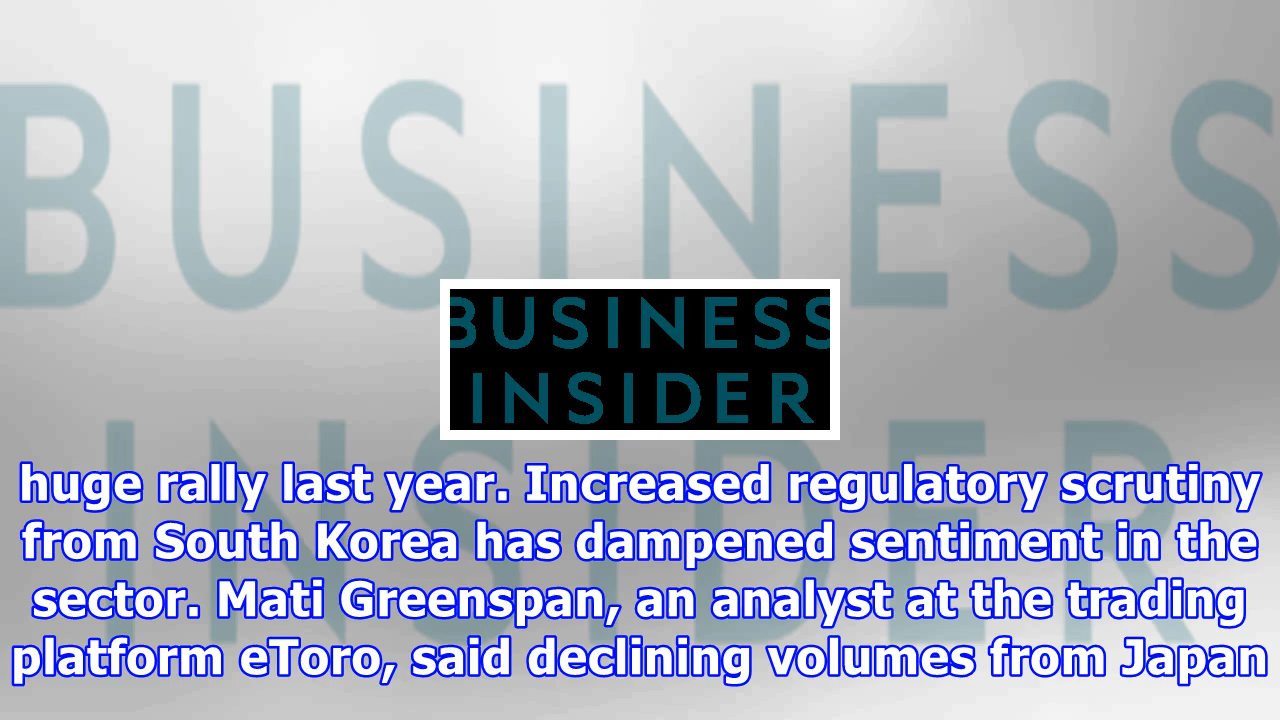 BUSINESS
INSIDER
BUSINESS
INSIDER
huge rally last year. Increased regulatory scrutiny
from South Korea has dampened sentiment in the
sector. Mati Greenspan, an analyst at the trading
platform eToro, said declining volumes from Japan